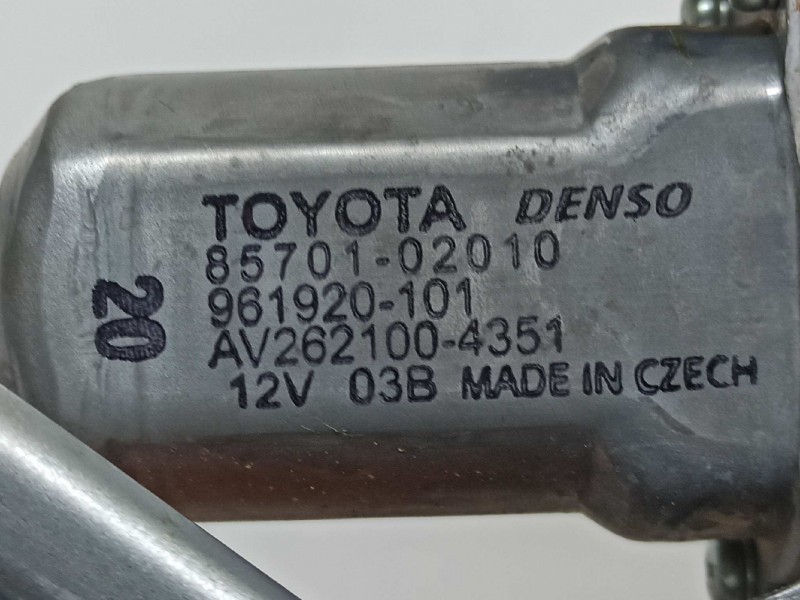 TOYOTA DENSO
85701-02010
961920-101
AV262100-4351
12V 03B MADE IN CZECH
20